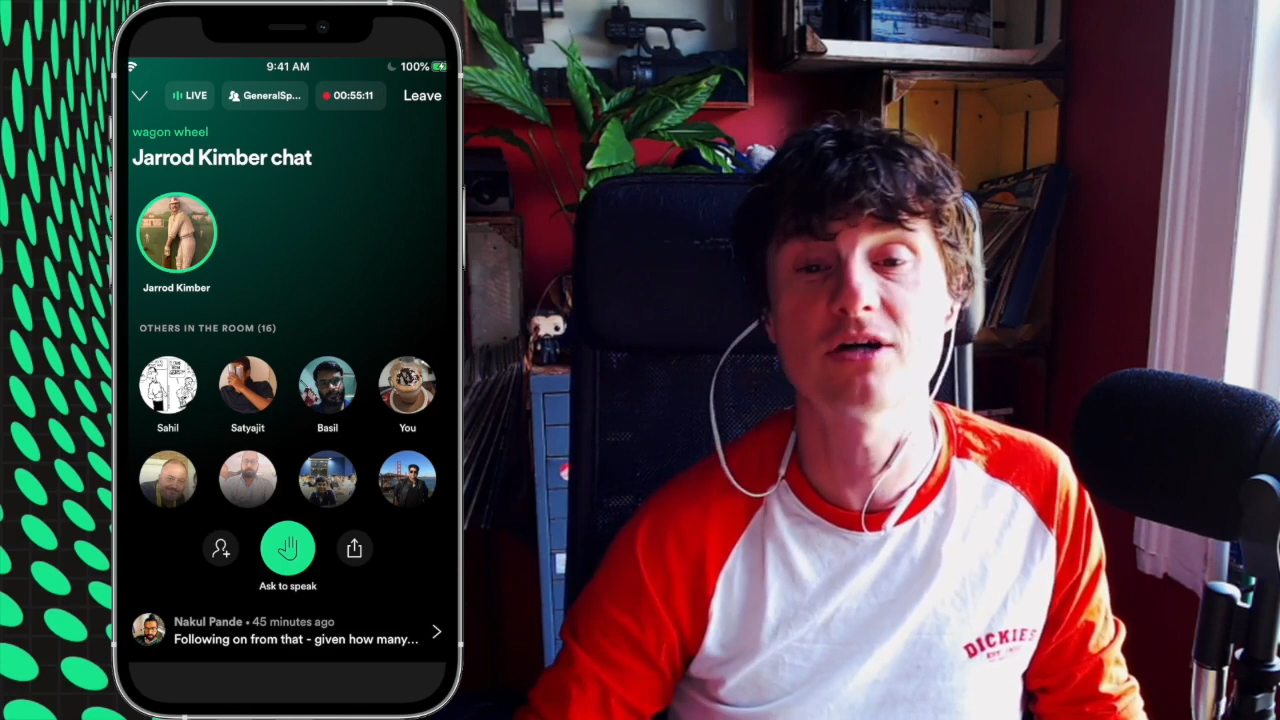 9:41 AM
100%
LIVE
GeneralSp...
00:55:11
Leave
wagon wheel
Jarrod Kimber chat
Jarrod Kimber
OTHERS IN THE ROOM (16)
Sahil
Satyajit
Basil
You
Ask to speak
Nakul Pande • 45 minutes ago
Following on from that - given how many...
DICKIES